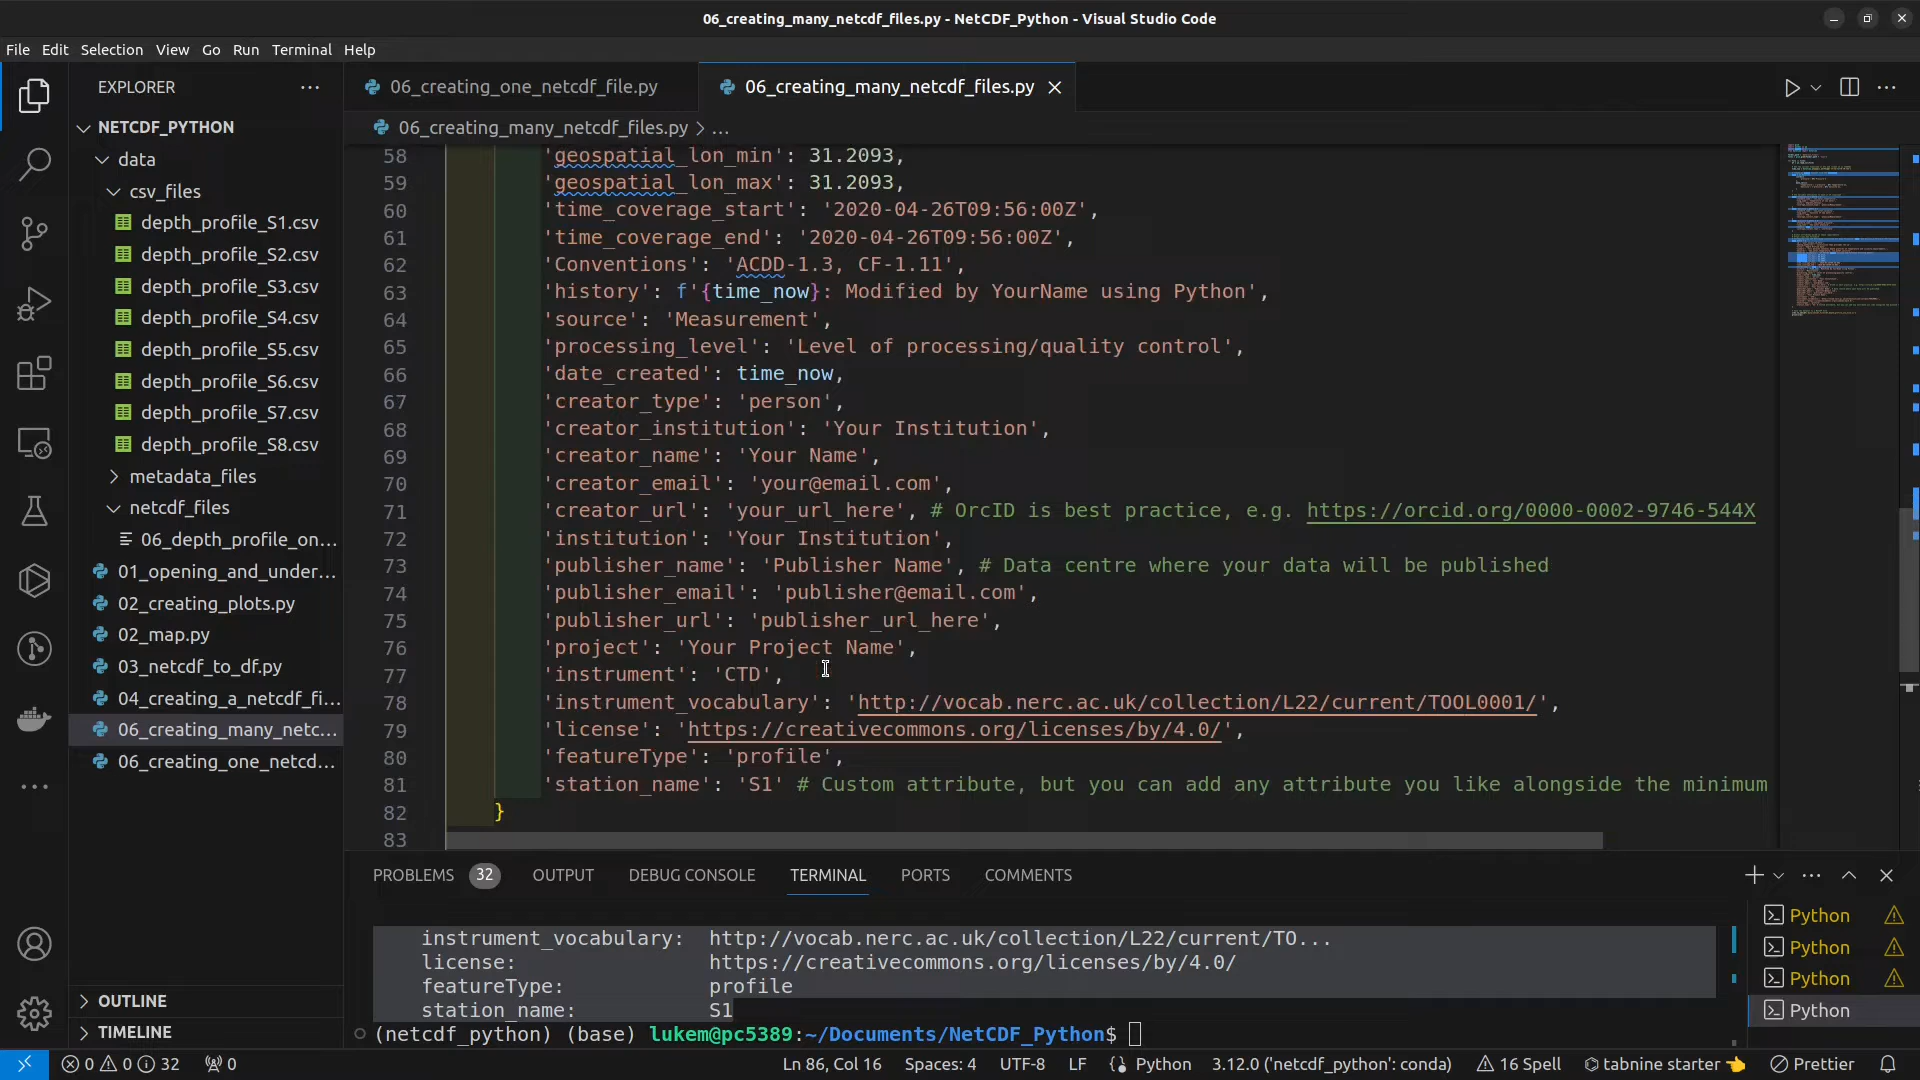 06_creating_many_netcdf_files.py - NetCDF_Python - Visual Studio Code
File Edit Selection View Go Run Terminal Help
EXPLORER
NETCDF_PYTHON
data
csv_files
depth_profile_S1.csv
depth_profile_S2.csv
depth_profile_S3.csv
depth_profile_S4.csv
depth_profile_S5.csv
depth_profile_S6.csv
depth_profile_S7.csv
depth_profile_S8.csv
metadata_files
netcdf_files
06_depth_profile_on...
01_opening_and_under...
02_creating_plots.py
02_map.py
03_netcdf_to_df.py
04_creating_a_netcdf_fi...
06_creating_many_netc...
06_creating_one_netcd...
OUTLINE
TIMELINE
06_creating_one_netcdf_file.py
06_creating_many_netcdf_files.py
06_creating_many_netcdf_files.py > ...
58 'geospatial_lon_min': 31.2093,
59 'geospatial_lon_max': 31.2093,
60 'time_coverage_start': '2020-04-26T09:56:00Z',
61 'time_coverage_end': '2020-04-26T09:56:00Z',
62 'Conventions': 'ACDD-1.3, CF-1.11',
63 'history': f'{time_now}: Modified by YourName using Python',
64 'source': 'Measurement',
65 'processing_level': 'Level of processing/quality control',
66 'date_created': time_now,
67 'creator_type': 'person',
68 'creator_institution': 'Your Institution',
69 'creator_name': 'Your Name',
70 'creator_email': 'your@email.com',
71 'creator_url': 'your_url_here', # OrcID is best practice, e.g. https://orcid.org/0000-0002-9746-544X
72 'institution': 'Your Institution',
73 'publisher_name': 'Publisher Name', # Data centre where your data will be published
74 'publisher_email': 'publisher@email.com',
75 'publisher_url': 'publisher_url_here',
76 'project': 'Your Project Name',
77 'instrument': 'CTD',
78 'instrument_vocabulary': 'http://vocab.nerc.ac.uk/collection/L22/current/TOOL0001/',
79 'license': 'https://creativecommons.org/licenses/by/4.0/',
80 'featureType': 'profile',
81 'station_name': 'S1' # Custom attribute, but you can add any attribute you like alongside the minimum
82 }
83
PROBLEMS 32 OUTPUT DEBUG CONSOLE TERMINAL PORTS COMMENTS
instrument_vocabulary: http://vocab.nerc.ac.uk/collection/L22/current/TO...
license: https://creativecommons.org/licenses/by/4.0/
featureType: profile
station_name: S1
(netcdf_python) (base) lukem@pc5389:~/Documents/NetCDF_Python$
Python
Python
Python
Python
0 0 32 0 Ln 86, Col 16 Spaces: 4 UTF-8 LF Python 3.12.0 ('netcdf_python': conda) 16 Spell tabnine starter 👈 Prettier